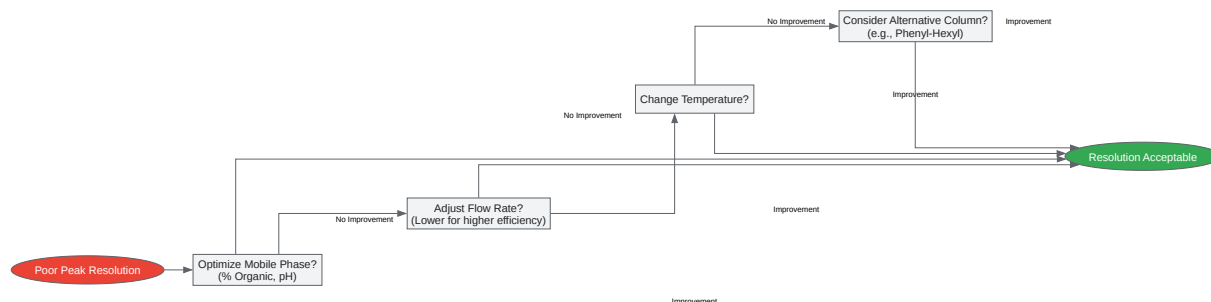 No Improvement
Consider Alternative Column?
(e.g., Phenyl-Hexyl)
Improvement
Change Temperature?
Improvement
No Improvement
Resolution Acceptable
Adjust Flow Rate?
(Lower for higher efficiency)
No Improvement
Improvement
Optimize Mobile Phase?
(% Organic, pH)
Poor Peak Resolution
Improvement